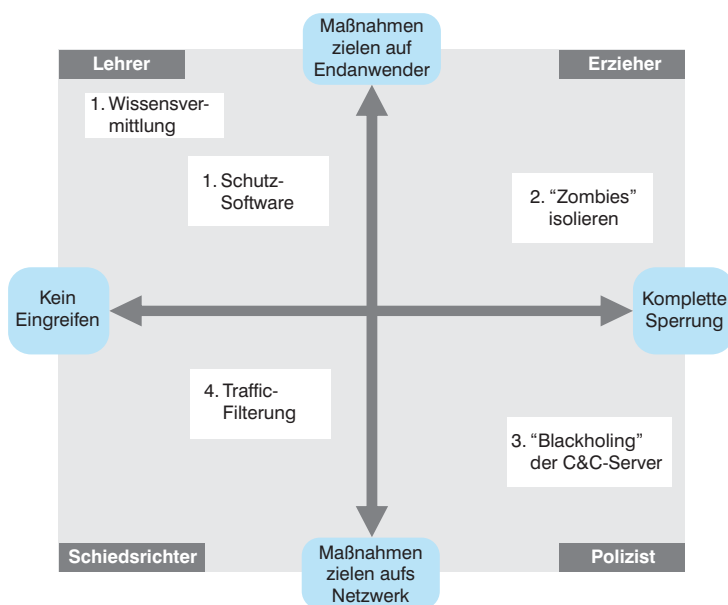 Maßnahmen
zielen auf
Endanwender
Lehrer
Erzieher
1. Wissensver-
mittlung
1. Schutz-
Software
2. “Zombies”
isolieren
Kein
Eingreifen
Komplette
Sperrung
4. Traffic-
Filterung
3. “Blackholing”
der C&C-Server
Schiedsrichter
Polizist
Maßnahmen
zielen aufs
Netzwerk